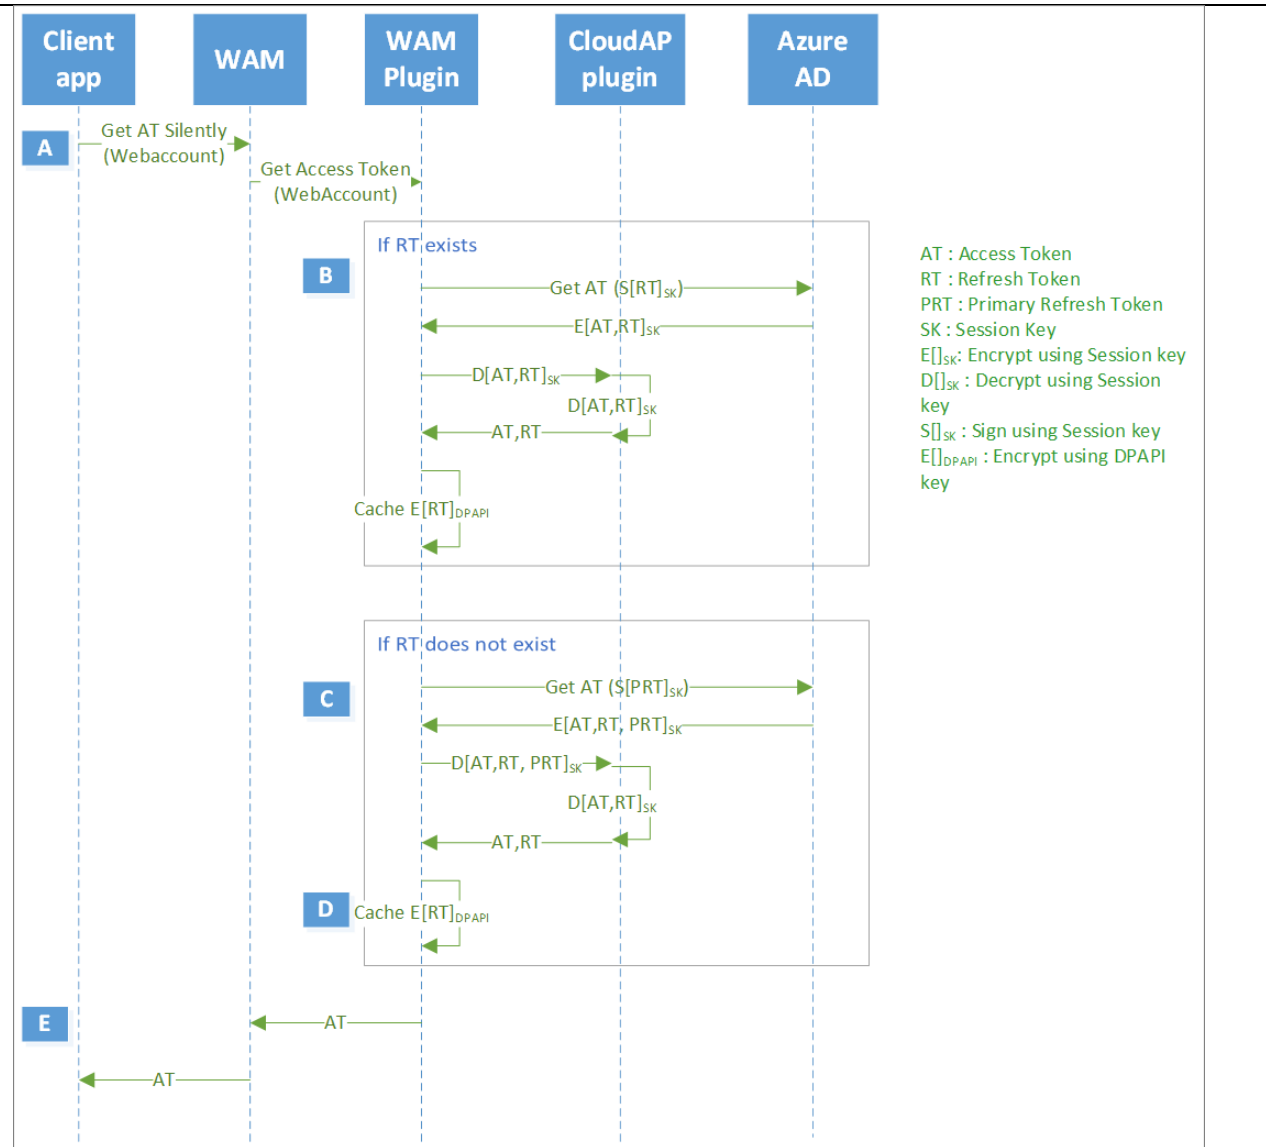 Client
app
WAM
WAM
Plugin
CloudAP
plugin
Azure
AD
A
Get AT Silently
(Webaccount)
Get Access Token
(WebAccount)
If RT exists
B
Get AT (S[RT]SK)
E[AT,RT]SK
D[AT,RT]SK
D[AT,RT]SK
AT,RT
Cache E[RT]DPAPI
AT : Access Token
RT : Refresh Token
PRT : Primary Refresh Token
SK : Session Key
E[]SK: Encrypt using Session key
D[]SK : Decrypt using Session
key
S[]SK : Sign using Session key
E[]DPAPI : Encrypt using DPAPI
key
If RT does not exist
C
Get AT (S[PRT]SK)
E[AT,RT, PRT]SK
D[AT,RT, PRT]SK
D[AT,RT]SK
AT,RT
D
Cache E[RT]DPAPI
E
AT
AT